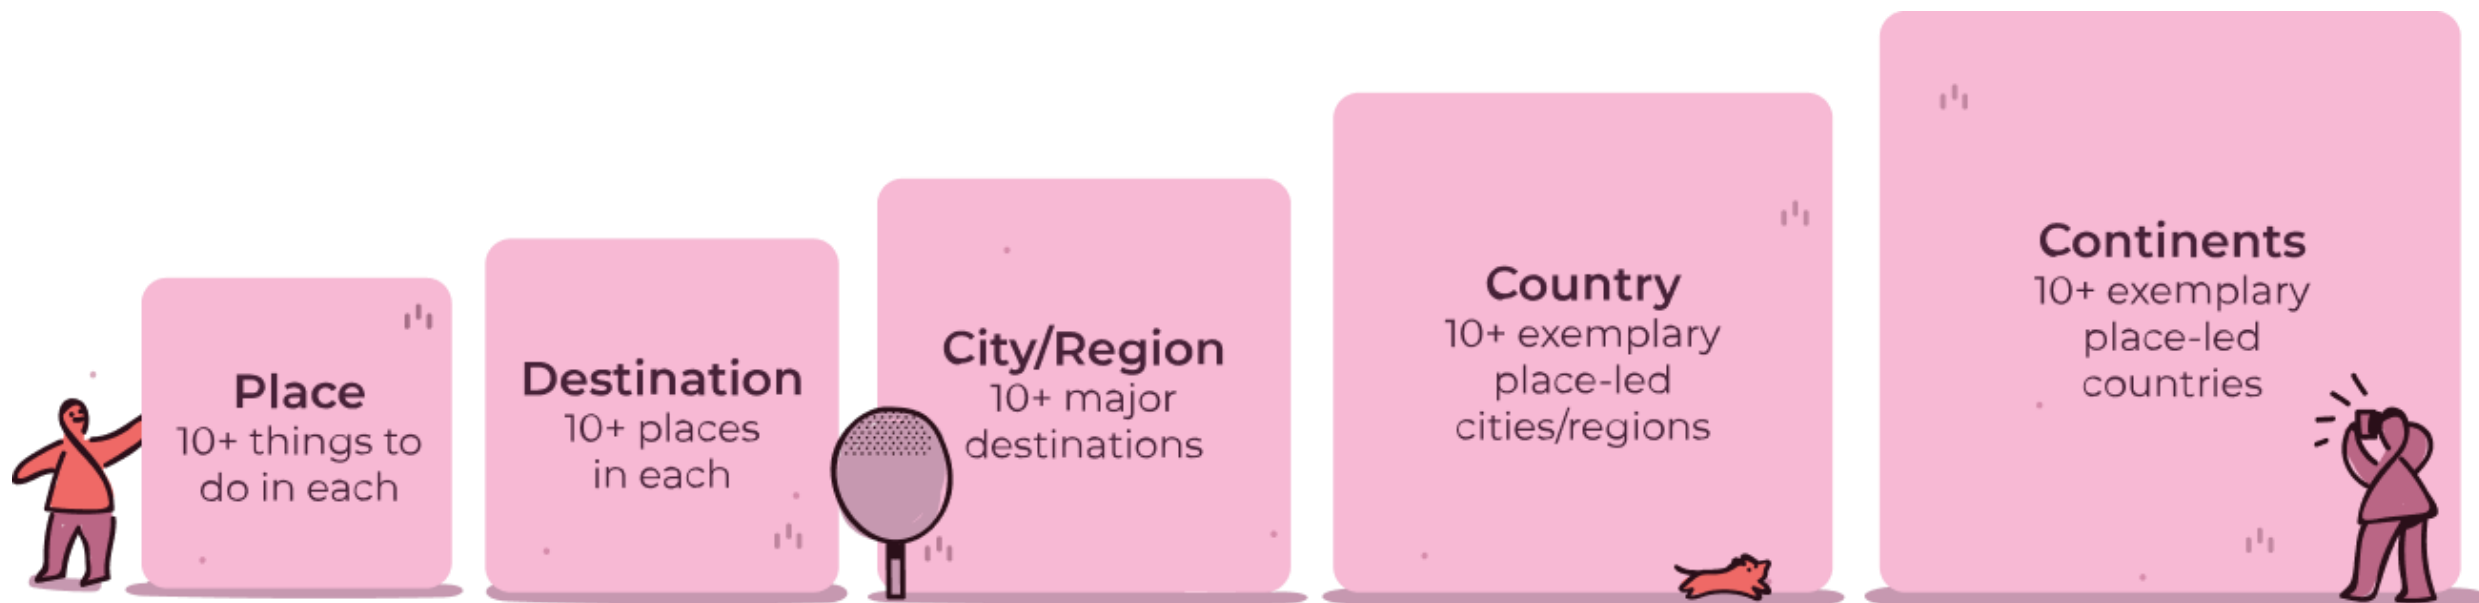 Place
10+ things to
do in each
Destination
10+ places
in each
City/Region
10+ major
destinations
Country
10+ exemplary
place-led
cities/regions
Continents
10+ exemplary
place-led
countries